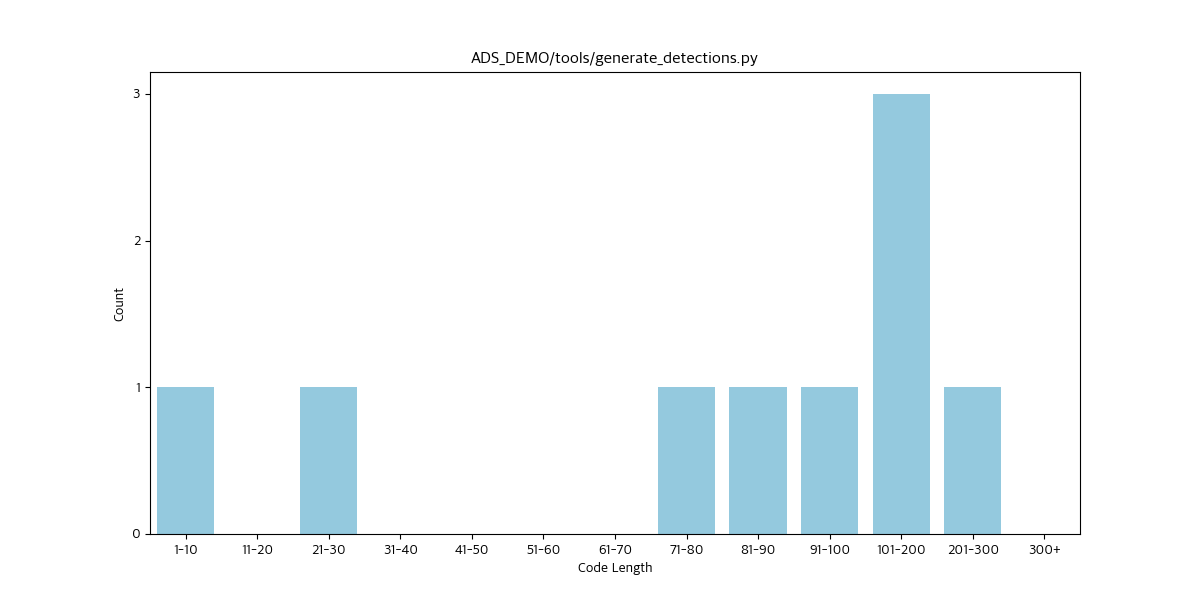 ADS_DEMO/tools/generate_detections.py
3
2
1
0
Count
1-10 11-20 21-30 31-40 41-50 51-60 61-70 71-80 81-90 91-100 101-200 201-300 300+
Code Length